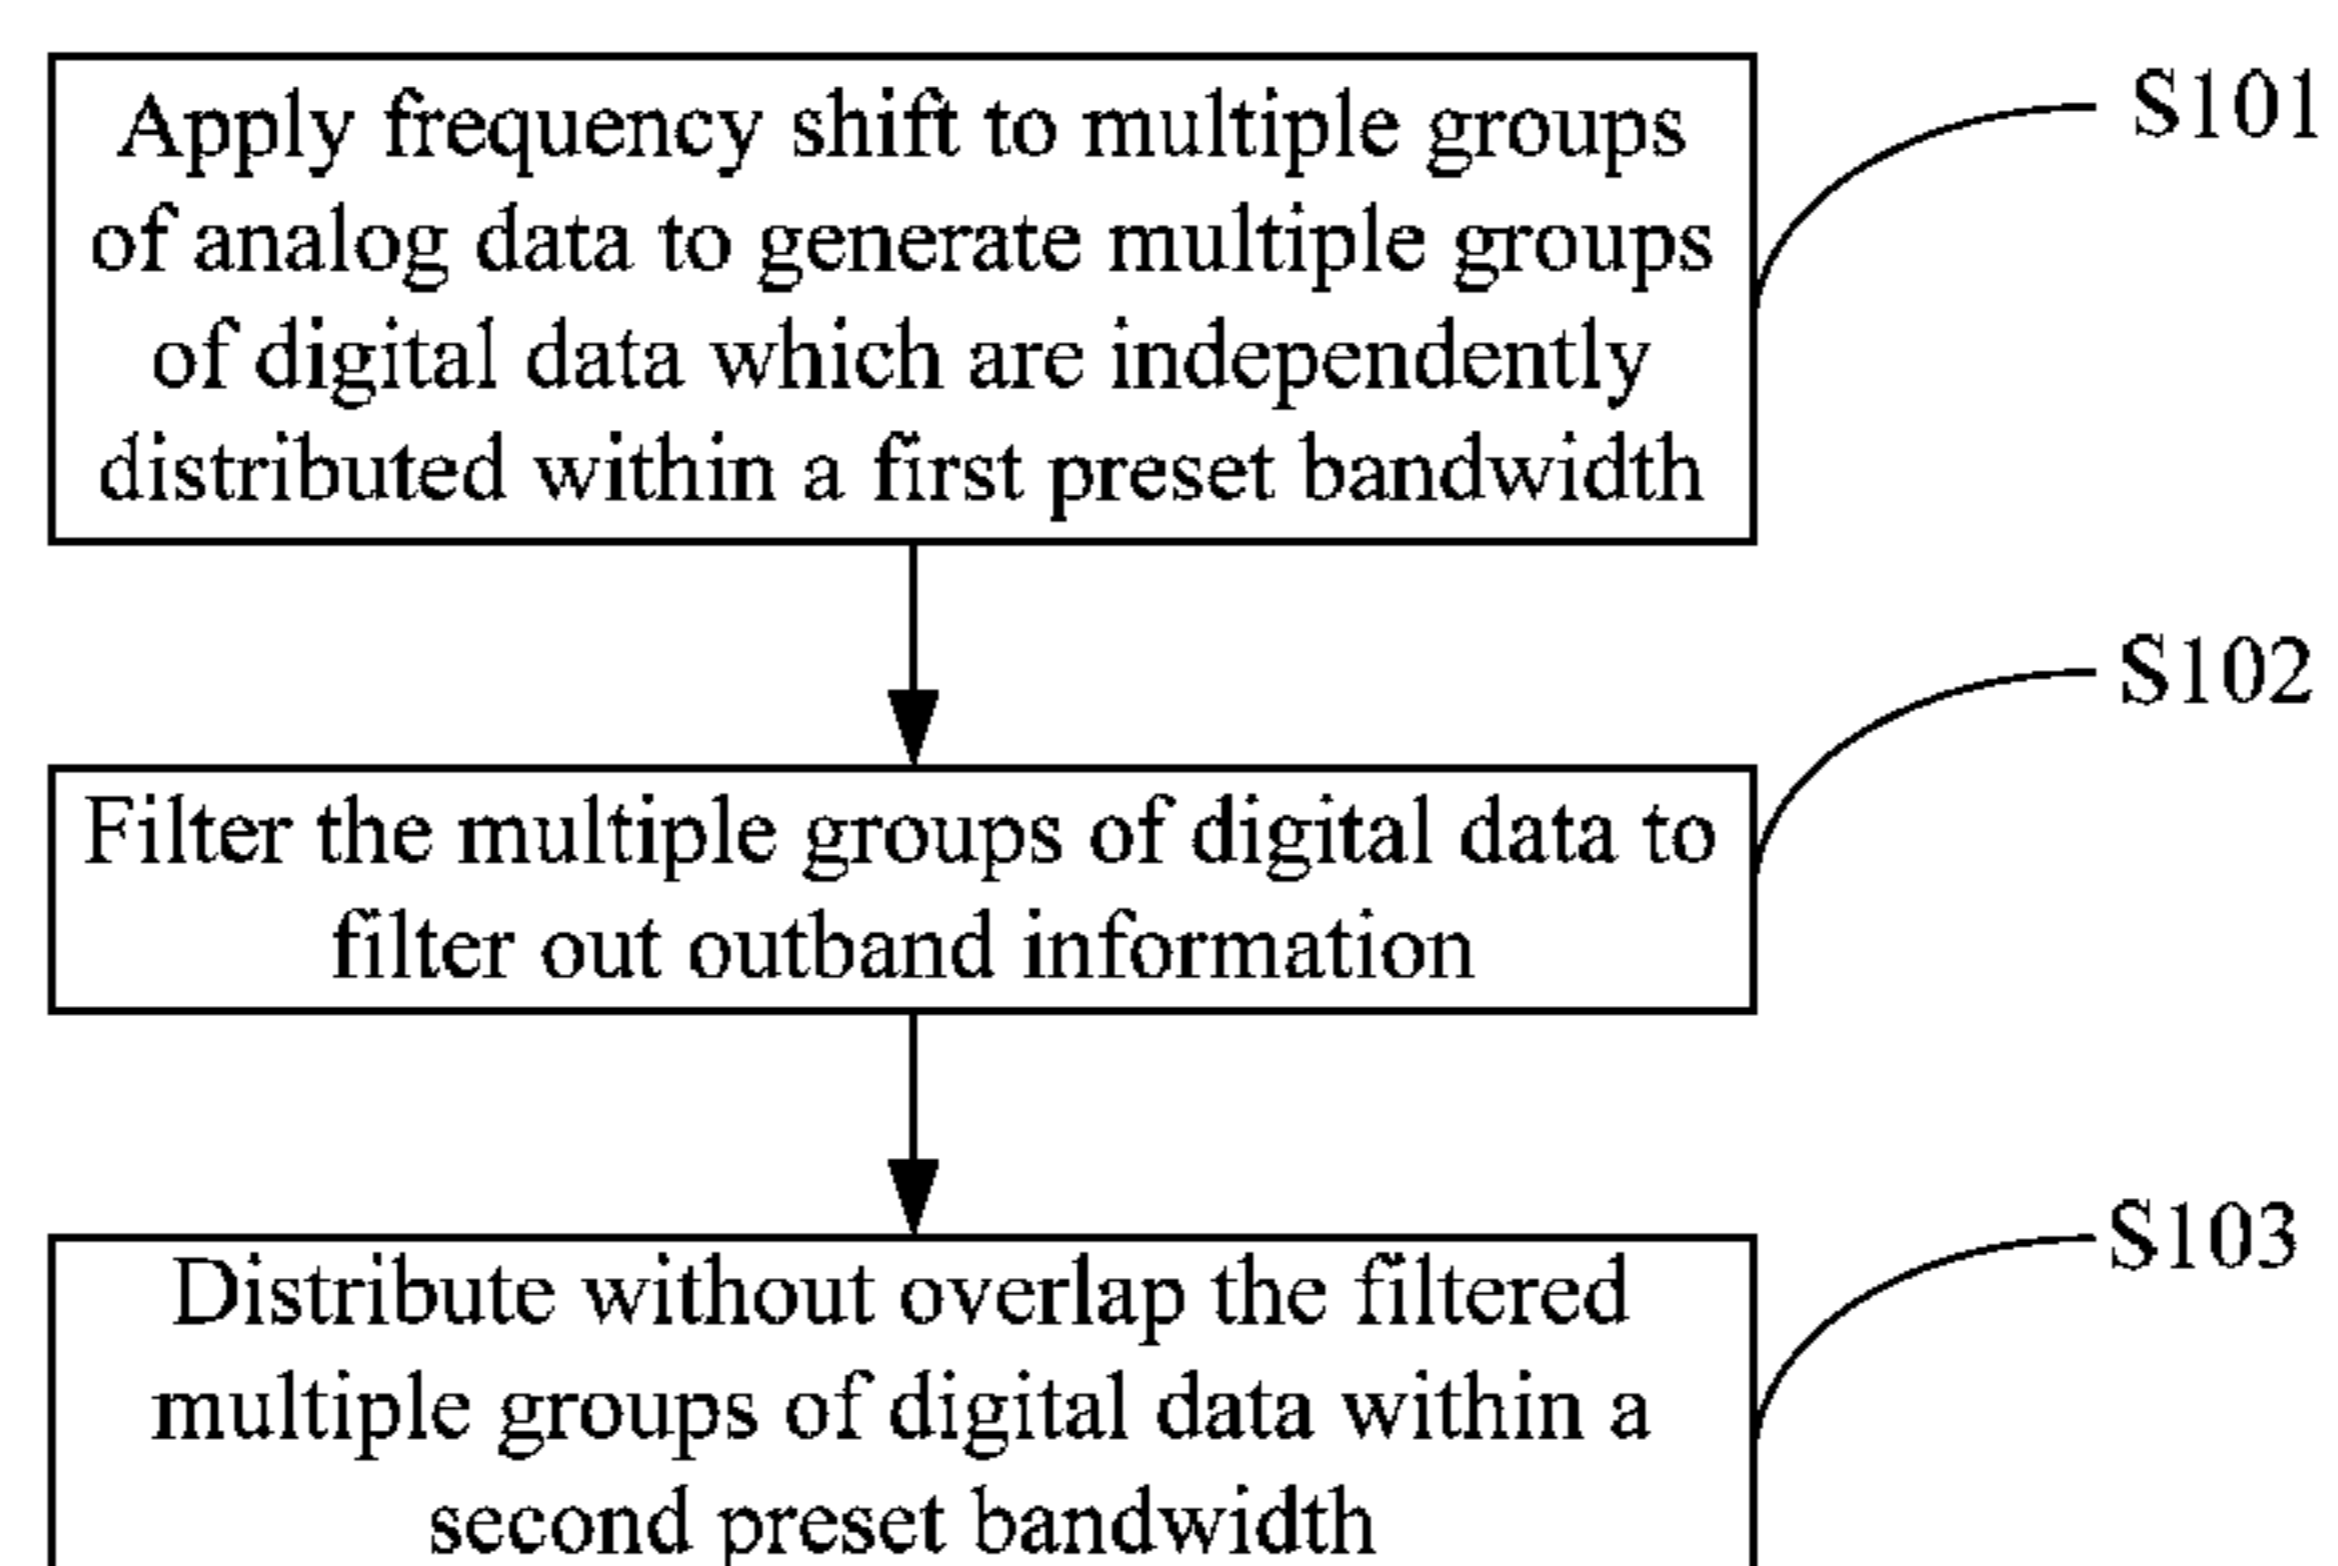 Apply frequency shift to multiple groups
of analog data to generate multiple groups
of digital data which are independently
distributed within a first preset bandwidth
S101
Filter the multiple groups of digital data to
filter out outband information
S102
Distribute without overlap the filtered
multiple groups of digital data within a
second preset bandwidth
S103